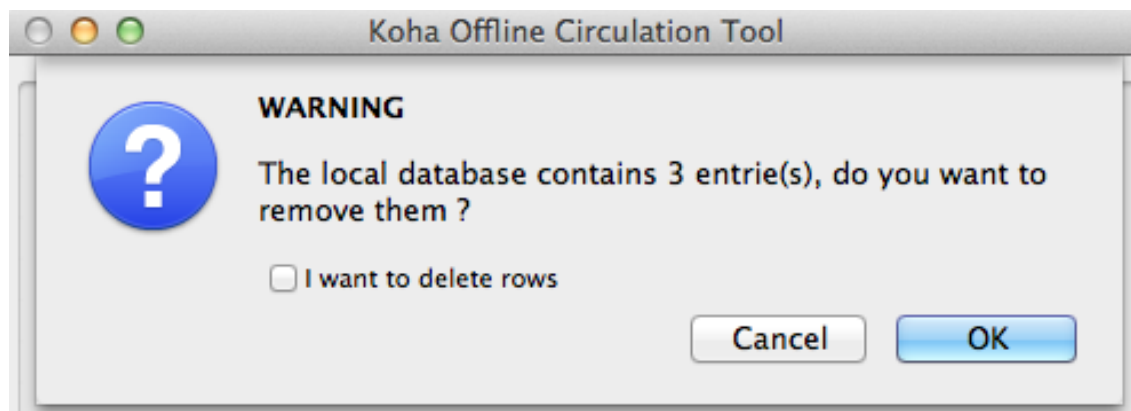 Koha Offline Circulation Tool
WARNING
The local database contains 3 entrie(s), do you want to
remove them ?
I want to delete rows
Cancel
OK